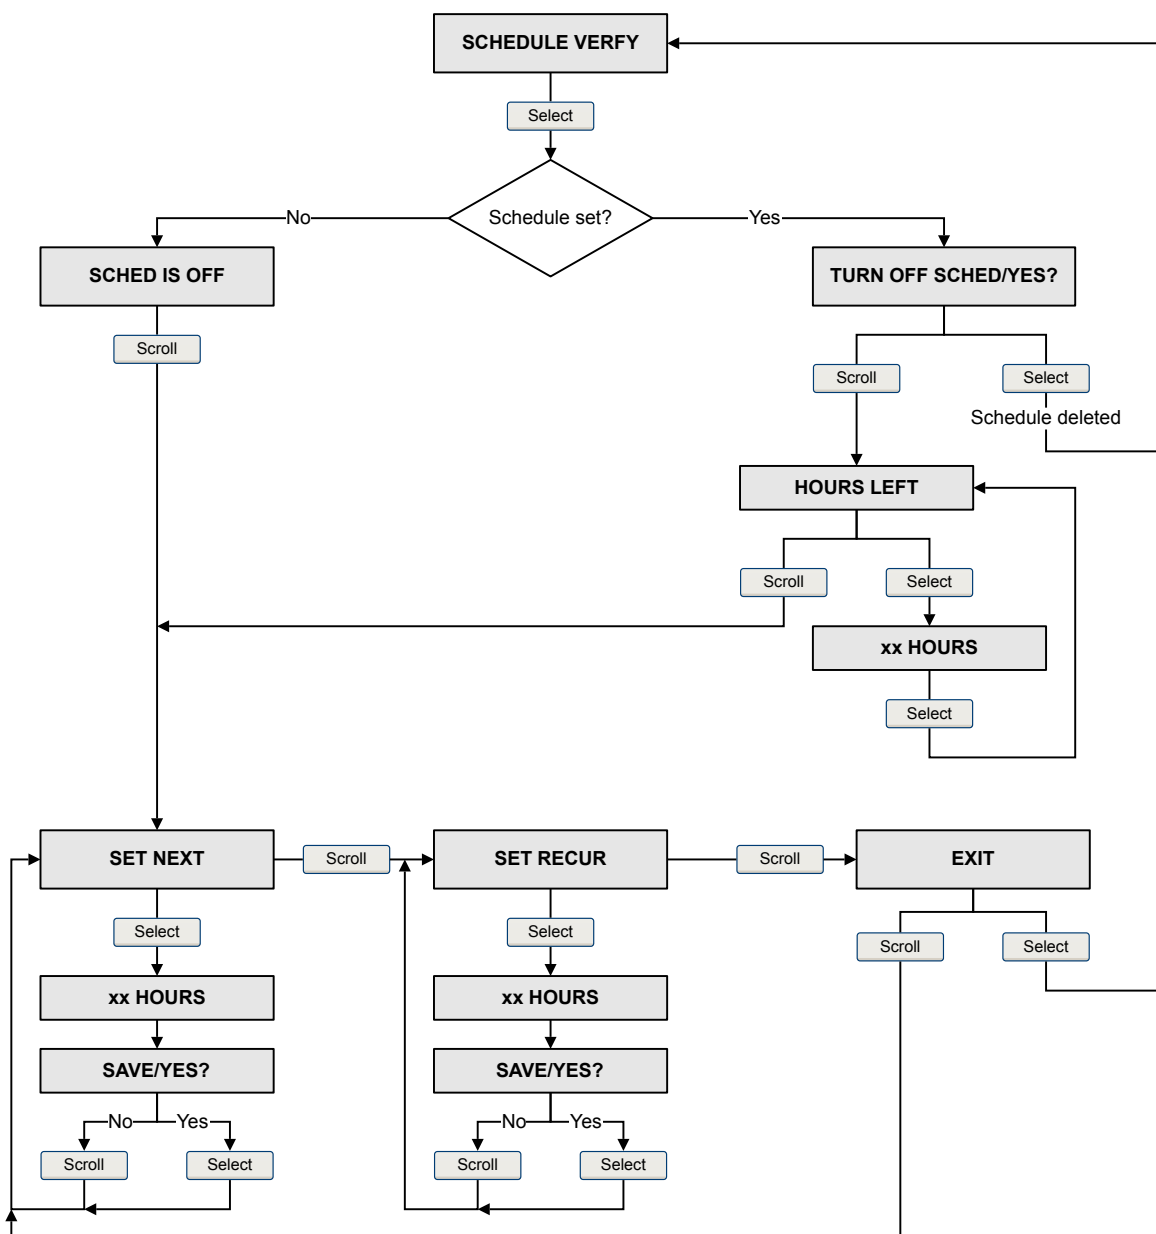 SCHEDULE VERFY
Select
Schedule set?
No
Yes
SCHED IS OFF
TURN OFF SCHED/YES?
Scroll
Scroll
Select
Schedule deleted
HOURS LEFT
Scroll
Select
xx HOURS
Select
SET NEXT
Scroll
SET RECUR
Scroll
EXIT
Select
Select
Scroll
Select
xx HOURS
xx HOURS
SAVE/YES?
SAVE/YES?
No
Yes
No
Yes
Scroll
Select
Scroll
Select